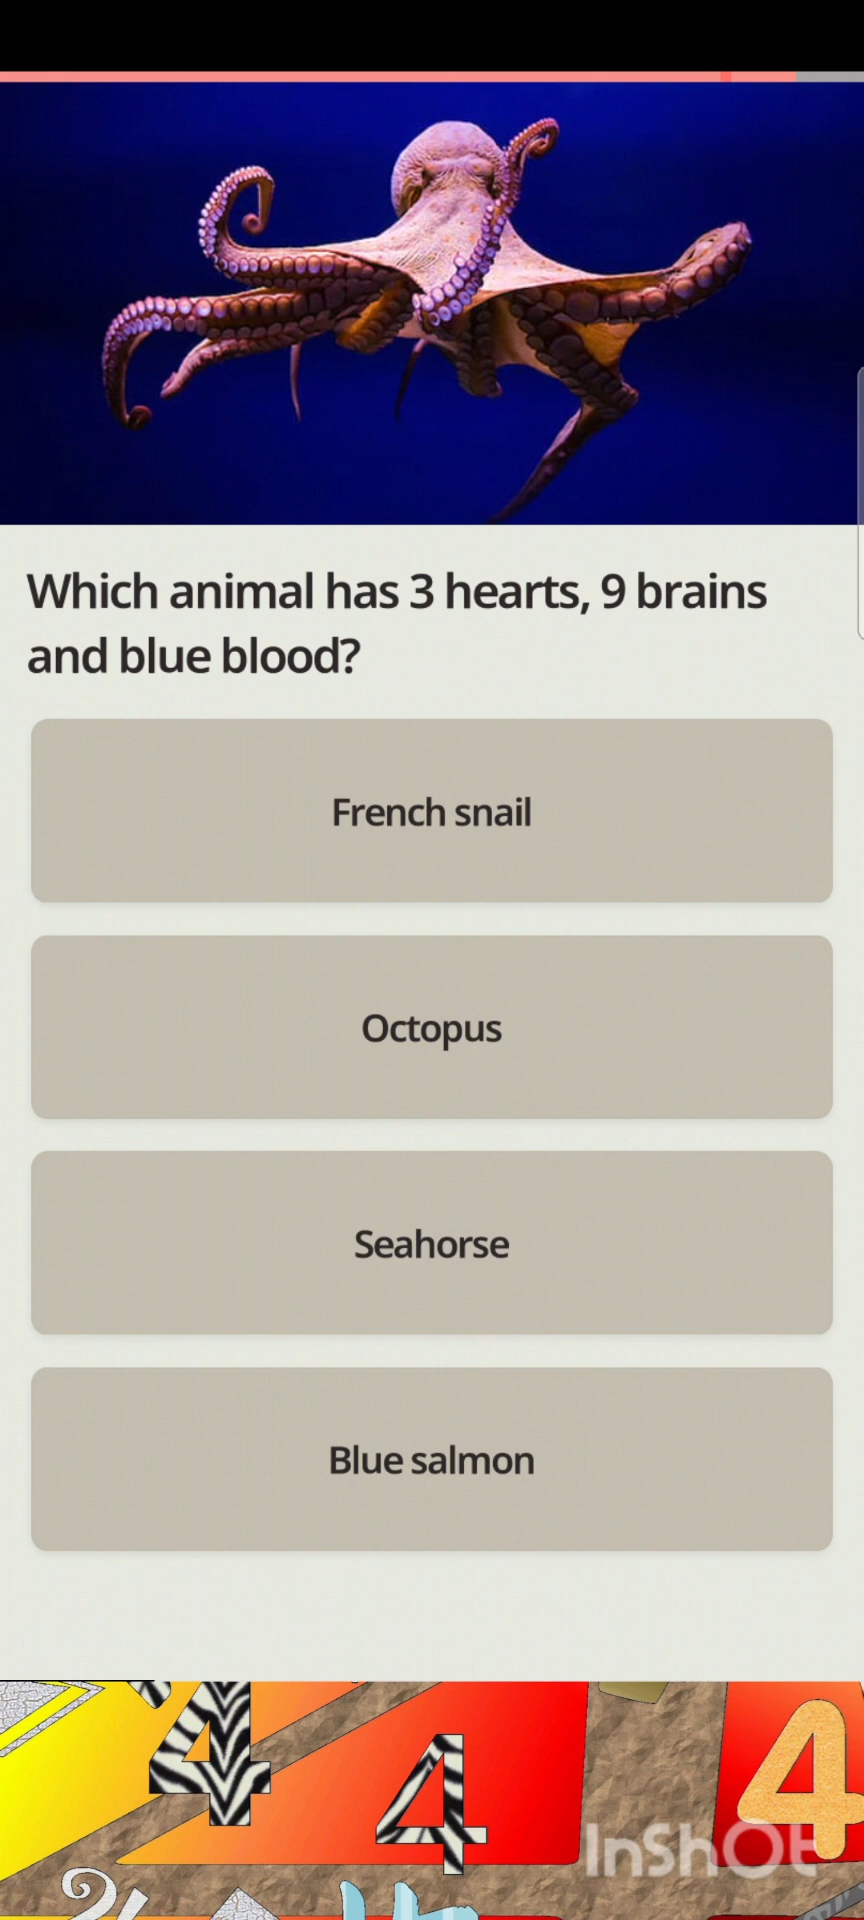 Which animal has 3 hearts, 9 brains
and blue blood?
French snail
Octopus
Seahorse
Blue salmon
4
4
4
InShOt